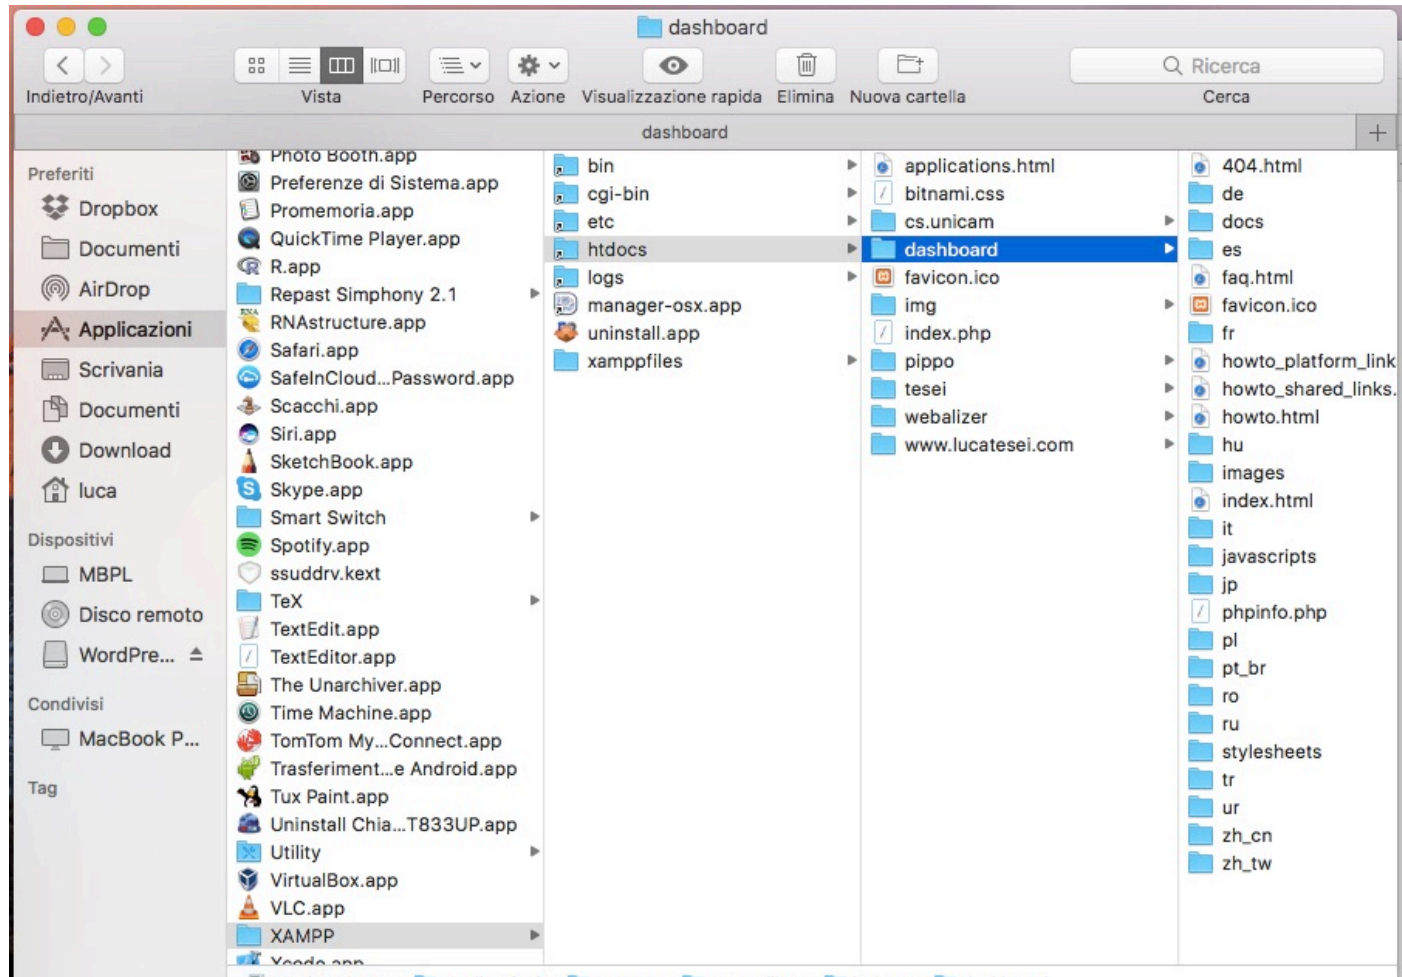 dashboard
Indietro/Avanti
Vista
Percorso
Azione
Visualizzazione rapida
Elimina
Nuova cartella
Ricerca
Cerca
dashboard
Preferiti
Dropbox
Documenti
AirDrop
Applicazioni
Scrivania
Documenti
Download
luca
Dispositivi
MBPL
Disco remoto
WordPre...
Condivisi
MacBook P...
Tag
Photo Booth.app
Preferenze di Sistema.app
Promemoria.app
QuickTime Player.app
R.app
Repast Simphony 2.1
RNAstructure.app
Safari.app
SafeInCloud...Password.app
Scacchi.app
Siri.app
SketchBook.app
Skype.app
Smart Switch
Spotify.app
ssuddrv.kext
TeX
TextEdit.app
TextEditor.app
The Unarchiver.app
Time Machine.app
TomTom My...Connect.app
Trasferiment...e Android.app
Tux Paint.app
Uninstall Chia...T833UP.app
Utility
VirtualBox.app
VLC.app
XAMPP
Xcode.app
bin
cgi-bin
etc
htdocs
logs
manager-osx.app
uninstall.app
xamppfiles
applications.html
bitnami.css
cs.unicam
dashboard
favicon.ico
img
index.php
pippo
tesei
webalizer
www.lucatesei.com
404.html
de
docs
es
faq.html
favicon.ico
fr
howto_platform_link
howto_shared_links.
howto.html
hu
images
index.html
it
javascripts
jp
phpinfo.php
pl
pt_br
ro
ru
stylesheets
tr
ur
zh_cn
zh_tw